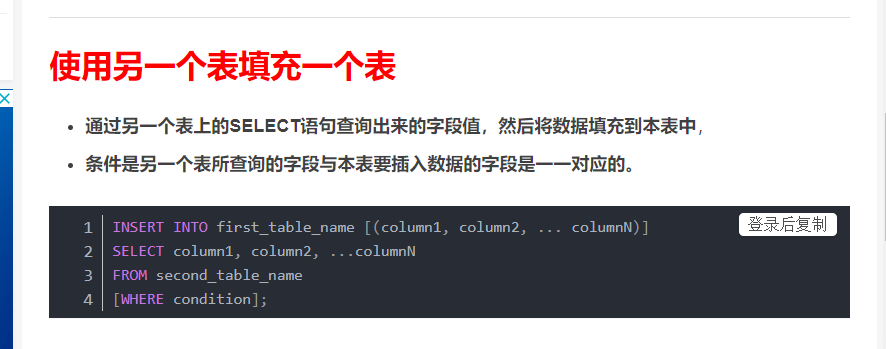 使用另一个表填充一个表
通过另一个表上的SELECT语句查询出来的字段值，然后将数据填充到本表中，
条件是另一个表所查询的字段与本表要插入数据的字段是一一对应的。
登录后复制
1 INSERT INTO first_table_name [(column1, column2, ... columnN)]
2 SELECT column1, column2, ...columnN
3 FROM second_table_name
4 [WHERE condition];